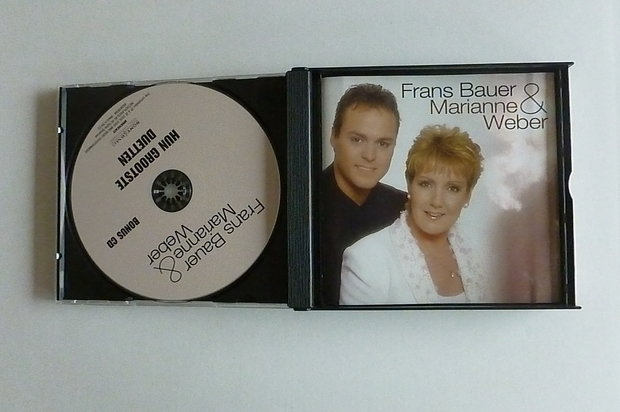 HUN GROOTSTE
DUETTEN
BONUS CD
Frans Bauer
&
Marianne
Weber
Frans Bauer
Marianne &
Weber